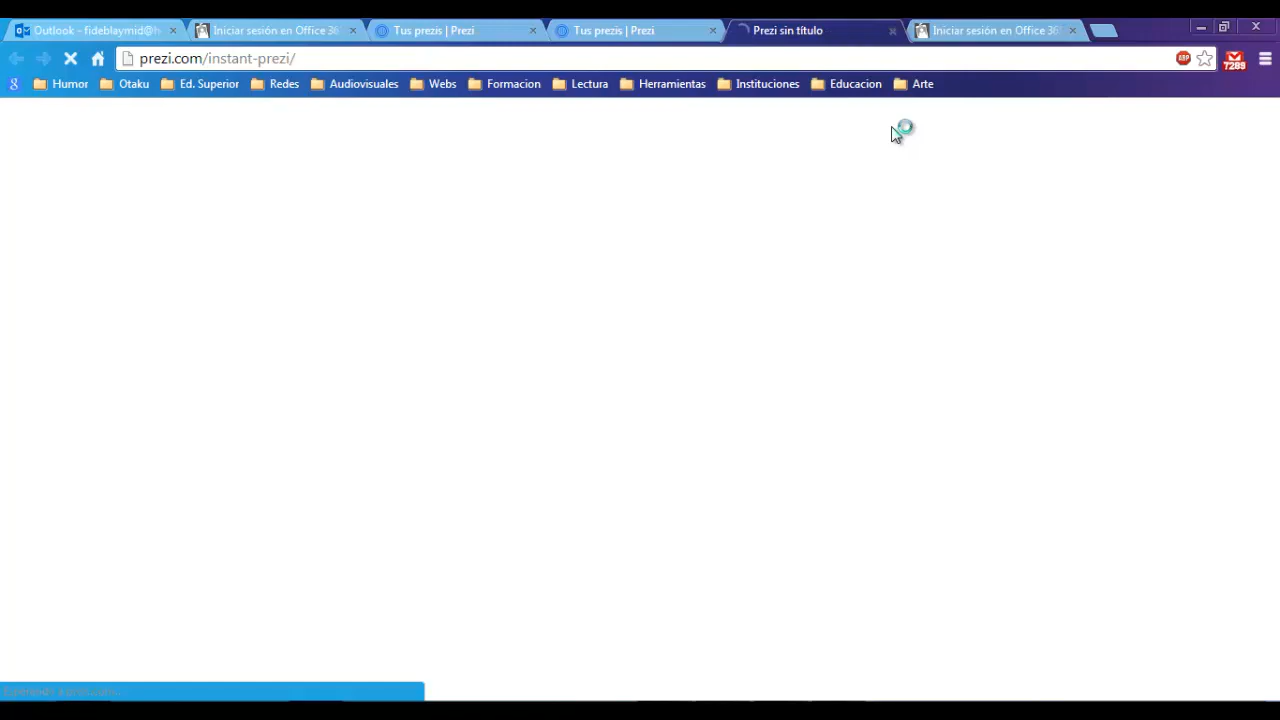 Outlook - fideblaymid@h
Iniciar sesión en Office 36
Tus prezis | Prezi
Tus prezis | Prezi
Prezi sin título
Iniciar sesión en Office 36
prezi.com/instant-prezi/
ABP
7289
Humor
Otaku
Ed. Superior
Redes
Audiovisuales
Webs
Formacion
Lectura
Herramientas
Instituciones
Educacion
Arte